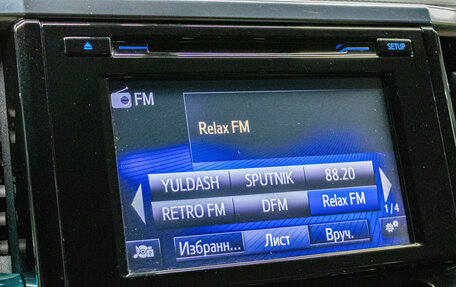 SETUP
FM
Relax FM
YULDASH SPUTNIK 88.20
RETRO FM DFM Relax FM
1/4
Избранн... Лист Вруч.